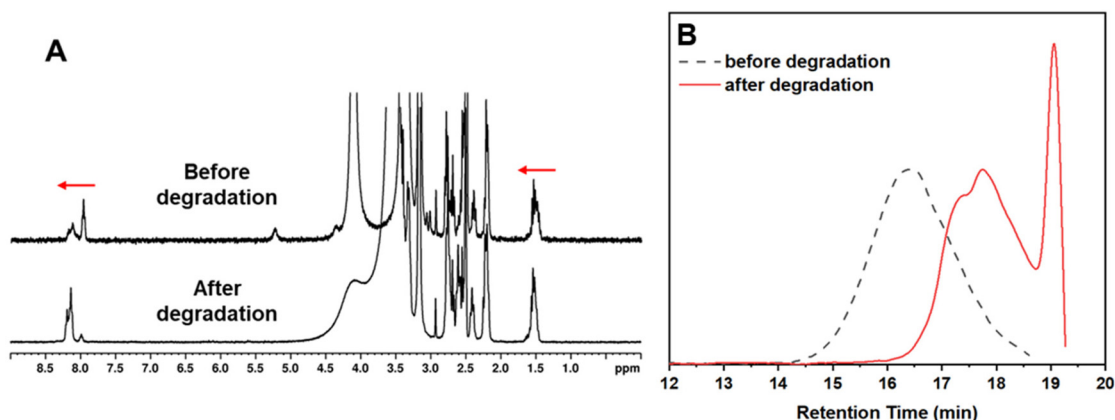 A
Before
degradation
After
degradation
8.5 8.0 7.5 7.0 6.5 6.0 5.5 5.0 4.5 4.0 3.5 3.0 2.5 2.0 1.5 1.0 ppm
B
before degradation
after degradation
12 13 14 15 16 17 18 19 20
Retention Time (min)